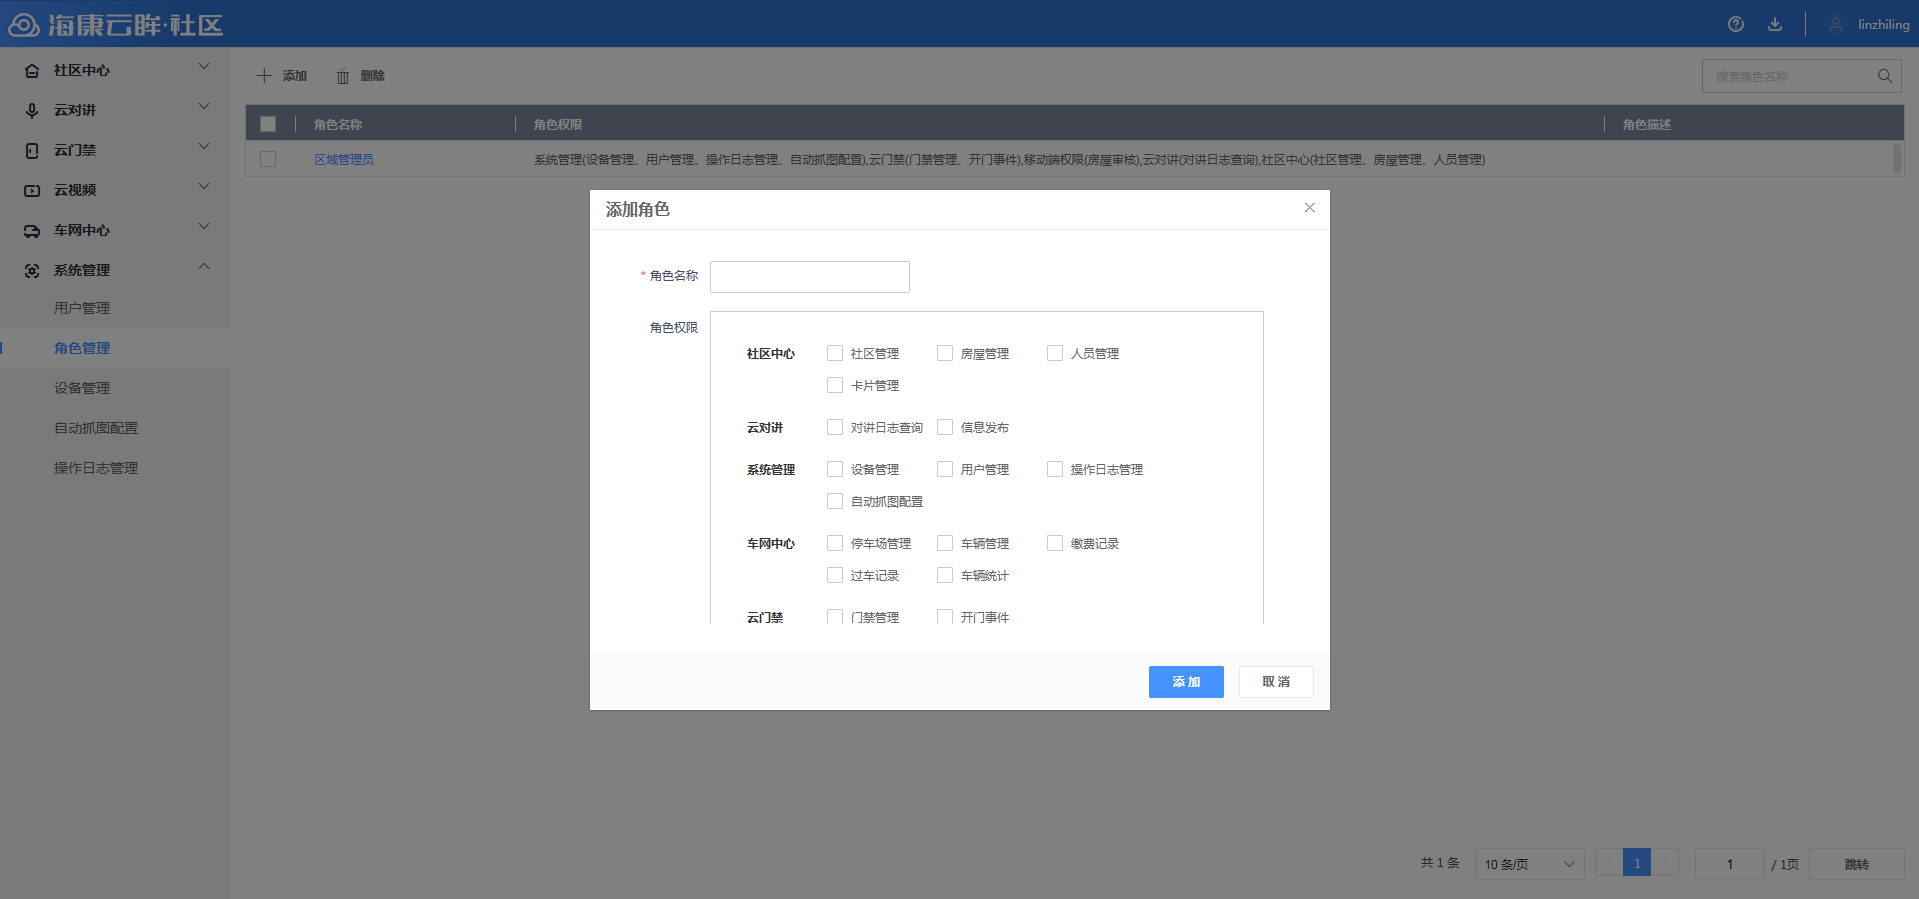 海康云眸·社区
linzhiling
社区中心
云对讲
云门禁
云视频
车网中心
系统管理
用户管理
角色管理
设备管理
自动抓图配置
操作日志管理
添加 删除
搜索角色名称
角色名称 角色权限 角色描述
区域管理员 系统管理(设备管理、用户管理、操作日志管理、自动抓图配置),云门禁(门禁管理、开门事件),移动端权限(房屋审核),云对讲(对讲日志查询),社区中心(社区管理、房屋管理、人员管理)
添加角色
* 角色名称
角色权限
社区中心 社区管理 房屋管理 人员管理
卡片管理
云对讲 对讲日志查询 信息发布
系统管理 设备管理 用户管理 操作日志管理
自动抓图配置
车网中心 停车场管理 车辆管理 缴费记录
过车记录 车辆统计
云门禁 门禁管理 开门事件
添加 取消
共 1 条 10 条/页 1 1 / 1页 跳转